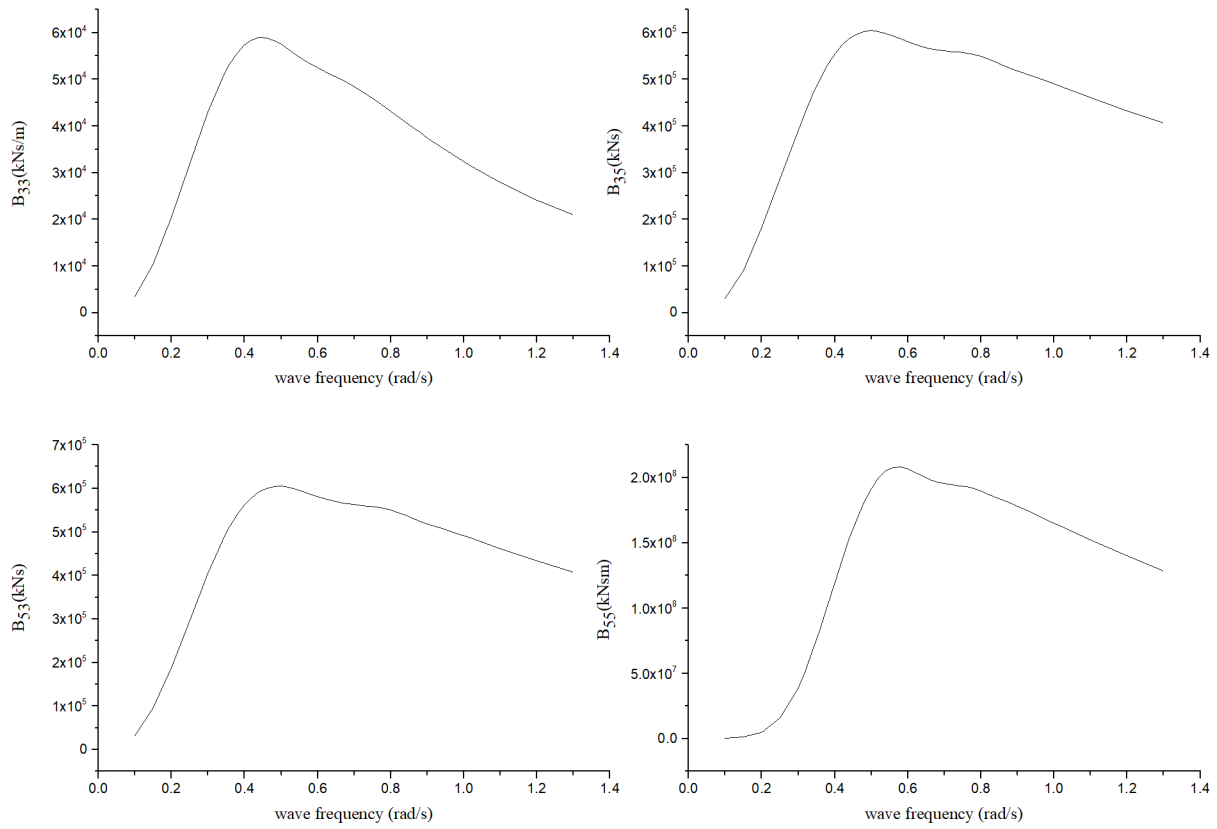 6x10⁴
5x10⁴
4x10⁴
3x10⁴
2x10⁴
1x10⁴
0
B₃₃(kNs/m)
0.0 0.2 0.4 0.6 0.8 1.0 1.2 1.4
wave frequency (rad/s)
6x10⁵
5x10⁵
4x10⁵
3x10⁵
2x10⁵
1x10⁵
0
B₃₅(kNs)
0.0 0.2 0.4 0.6 0.8 1.0 1.2 1.4
wave frequency (rad/s)
7x10⁵
6x10⁵
5x10⁵
4x10⁵
3x10⁵
2x10⁵
1x10⁵
0
B₅₃(kNs)
0.0 0.2 0.4 0.6 0.8 1.0 1.2 1.4
wave frequency (rad/s)
2.0x10⁸
1.5x10⁸
1.0x10⁸
5.0x10⁷
0.0
B₅₅(kNsm)
0.0 0.2 0.4 0.6 0.8 1.0 1.2 1.4
wave frequency (rad/s)